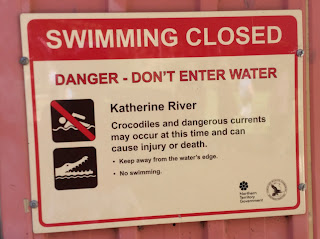 SWIMMING CLOSED
DANGER - DON'T ENTER WATER
Katherine River
Crocodiles and dangerous currents
may occur at this time and can
cause injury or death.
• Keep away from the water's edge.
• No swimming.
Northern
Territory
Government